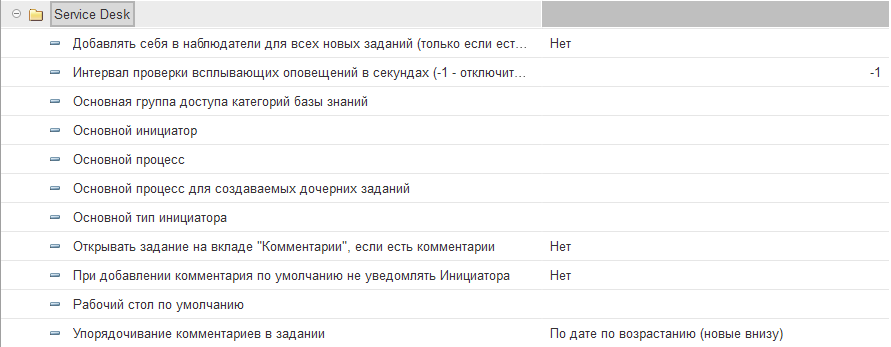 Service Desk
Добавлять себя в наблюдатели для всех новых заданий (только если ест... Нет
Интервал проверки всплывающих оповещений в секундах (-1 - отключит... -1
Основная группа доступа категорий базы знаний
Основной инициатор
Основной процесс
Основной процесс для создаваемых дочерних заданий
Основной тип инициатора
Открывать задание на вкладе "Комментарии", если есть комментарии Нет
При добавлении комментария по умолчанию не уведомлять Инициатора Нет
Рабочий стол по умолчанию
Упорядочивание комментариев в задании По дате по возрастанию (новые внизу)